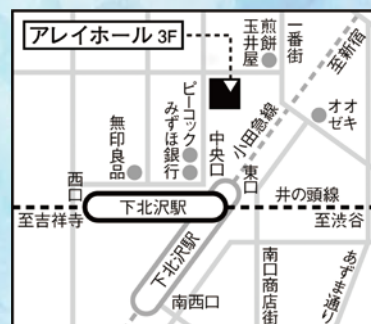 アレイホール 3F
煎餅
玉井屋
一番街
至新宿
オオ
ゼキ
ピーコック
みずほ銀行
中央口
小田急線
無印良品
西口
東口
井の頭線
下北沢駅
至吉祥寺
至渋谷
下北沢駅
南西口
南口商店街
あずま通り